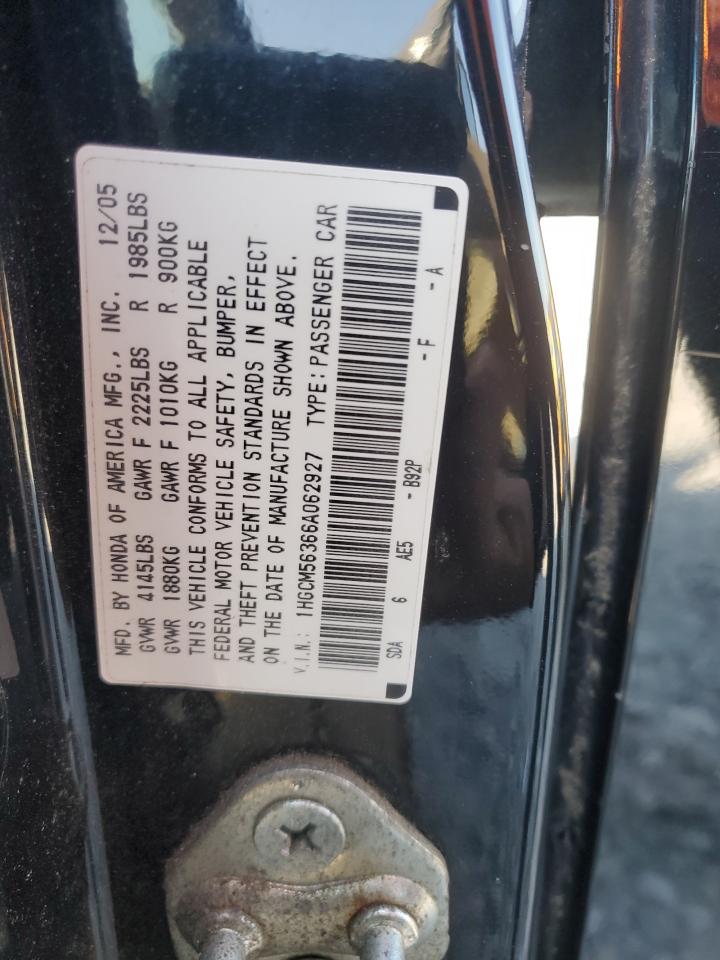 MFD. BY HONDA OF AMERICA MFG., INC. 12/05
GVWR 4145LBS GAWR F 2225LBS R 1985LBS
GVWR 1880KG GAWR F 1010KG R 900KG
THIS VEHICLE CONFORMS TO ALL APPLICABLE
FEDERAL MOTOR VEHICLE SAFETY, BUMPER,
AND THEFT PREVENTION STANDARDS IN EFFECT
ON THE DATE OF MANUFACTURE SHOWN ABOVE.
V.I.N.: 1HGCM56366A062927 TYPE: PASSENGER CAR
SDA 6 AE5 - B92P - F - A